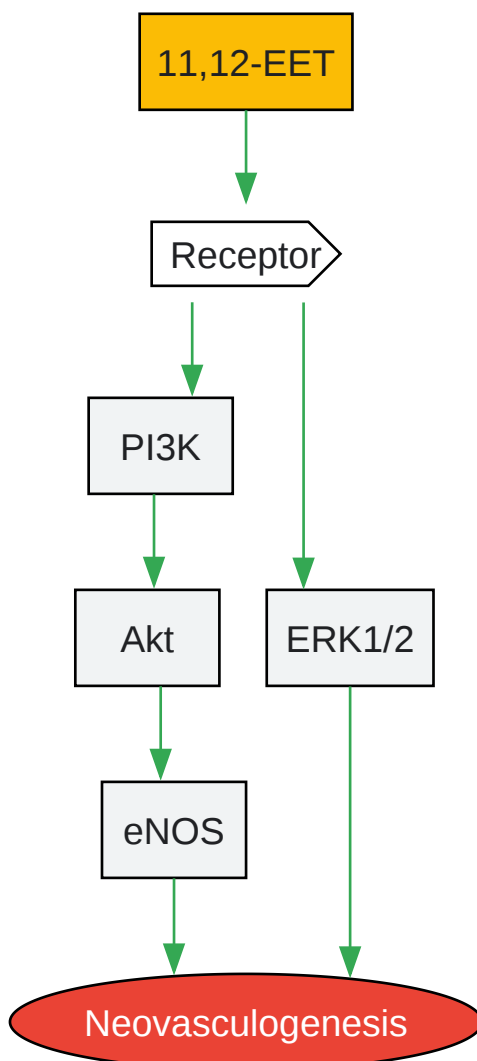 11,12-EET
Receptor
PI3K
Akt
ERK1/2
eNOS
Neovasculogenesis